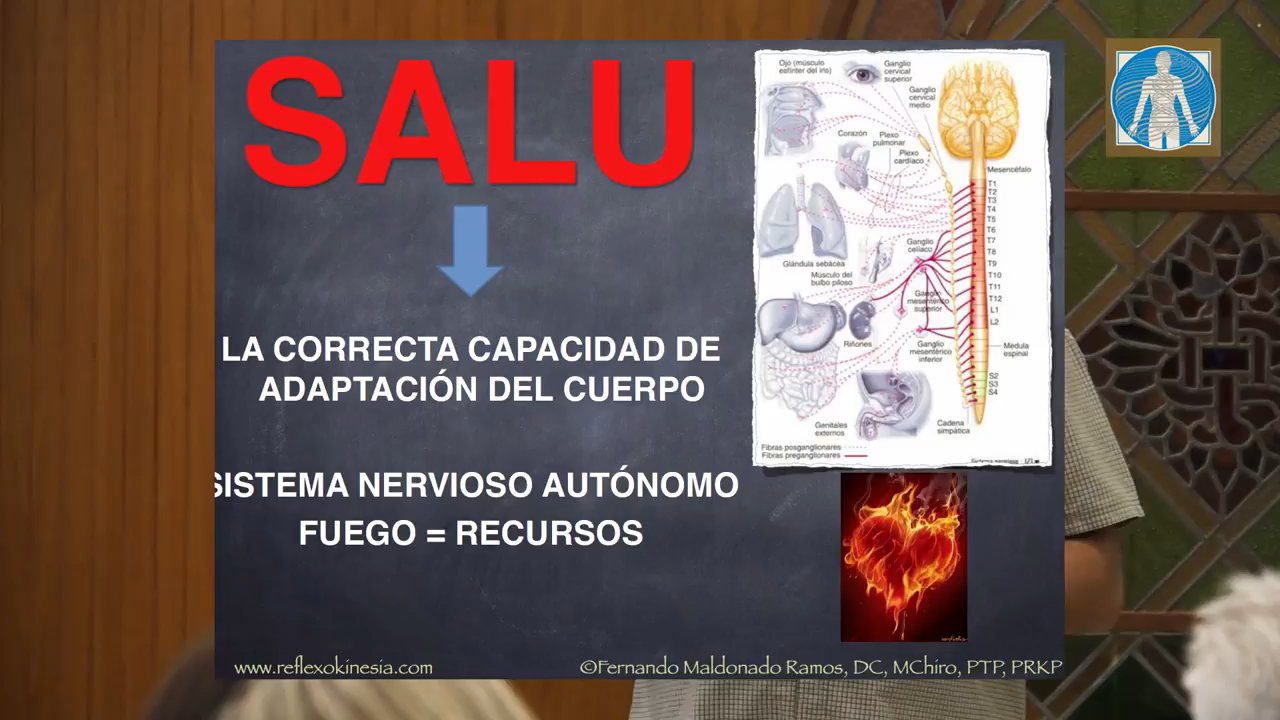 SALU
LA CORRECTA CAPACIDAD DE
ADAPTACIÓN DEL CUERPO
SISTEMA NERVIOSO AUTÓNOMO
FUEGO = RECURSOS
www.reflexokinesia.com
©Fernando Maldonado Ramos, DC, MChiro, PTP, PRKP
Ojo (músculo
esfínter del iris)
Ganglio
cervical
superior
Ganglio
cervical
medio
Corazón
Plexo
pulmonar
Plexo
cardíaco
Mesencéfalo
T1
T2
T3
T4
T5
T6
T7
T8
T9
T10
T11
T12
L1
L2
Ganglio
celíaco
Glándula sebácea
Músculo del
bulbo piloso
Ganglio
mesentérico
superior
Riñones
Ganglio
mesentérico
inferior
Médula
espinal
S2
S3
S4
Genitales
externos
Cadena
simpática
Fibras posganglionares
Fibras preganglionares